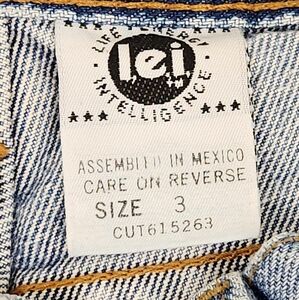 LIFE ENERGY
l.e.i.
INTELLIGENCE
★★★ ★★★
ASSEMBLED IN MEXICO
CARE ON REVERSE
SIZE 3
CUT615263